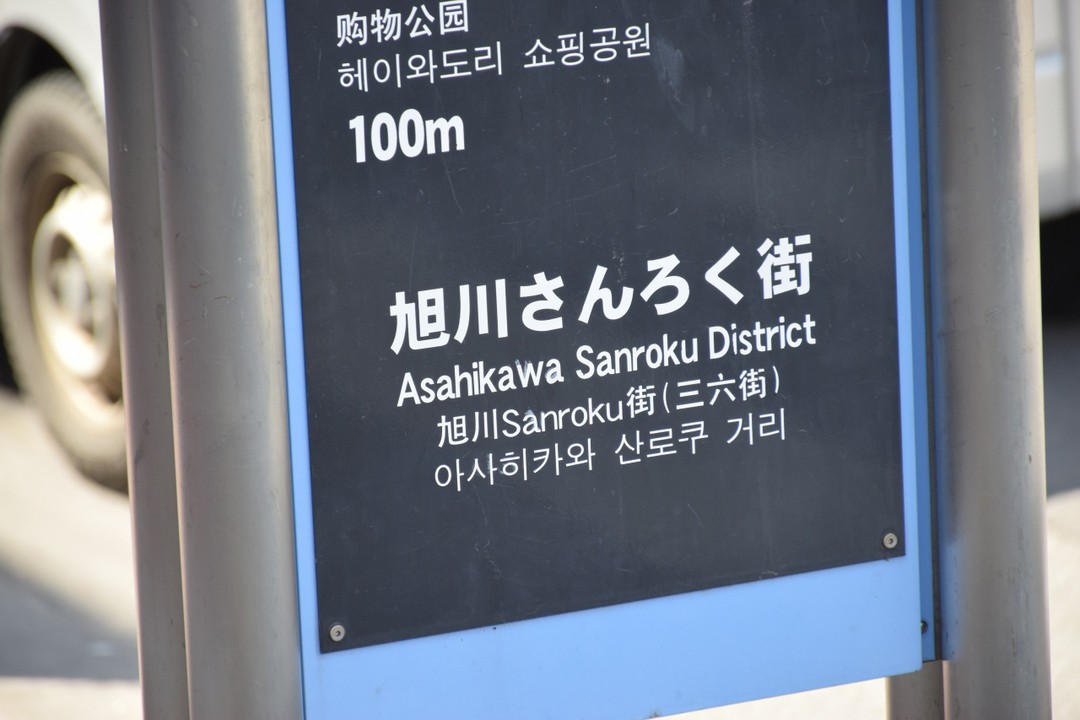 购物公园
헤이와도리 쇼핑공원
100m
旭川さんろく街
Asahikawa Sanroku District
旭川Sanroku街(三六街)
아사히카와 산로쿠 거리